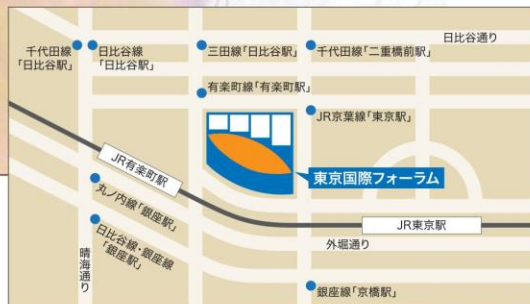 日比谷通り
千代田線
「日比谷駅」
日比谷線
「日比谷駅」
三田線「日比谷駅」
千代田線「二重橋前駅」
有楽町線「有楽町駅」
JR京葉線「東京駅」
JR有楽町駅
東京国際フォーラム
丸ノ内線「銀座駅」
日比谷線・銀座線
「銀座駅」
JR東京駅
外堀通り
晴海通り
銀座線「京橋駅」